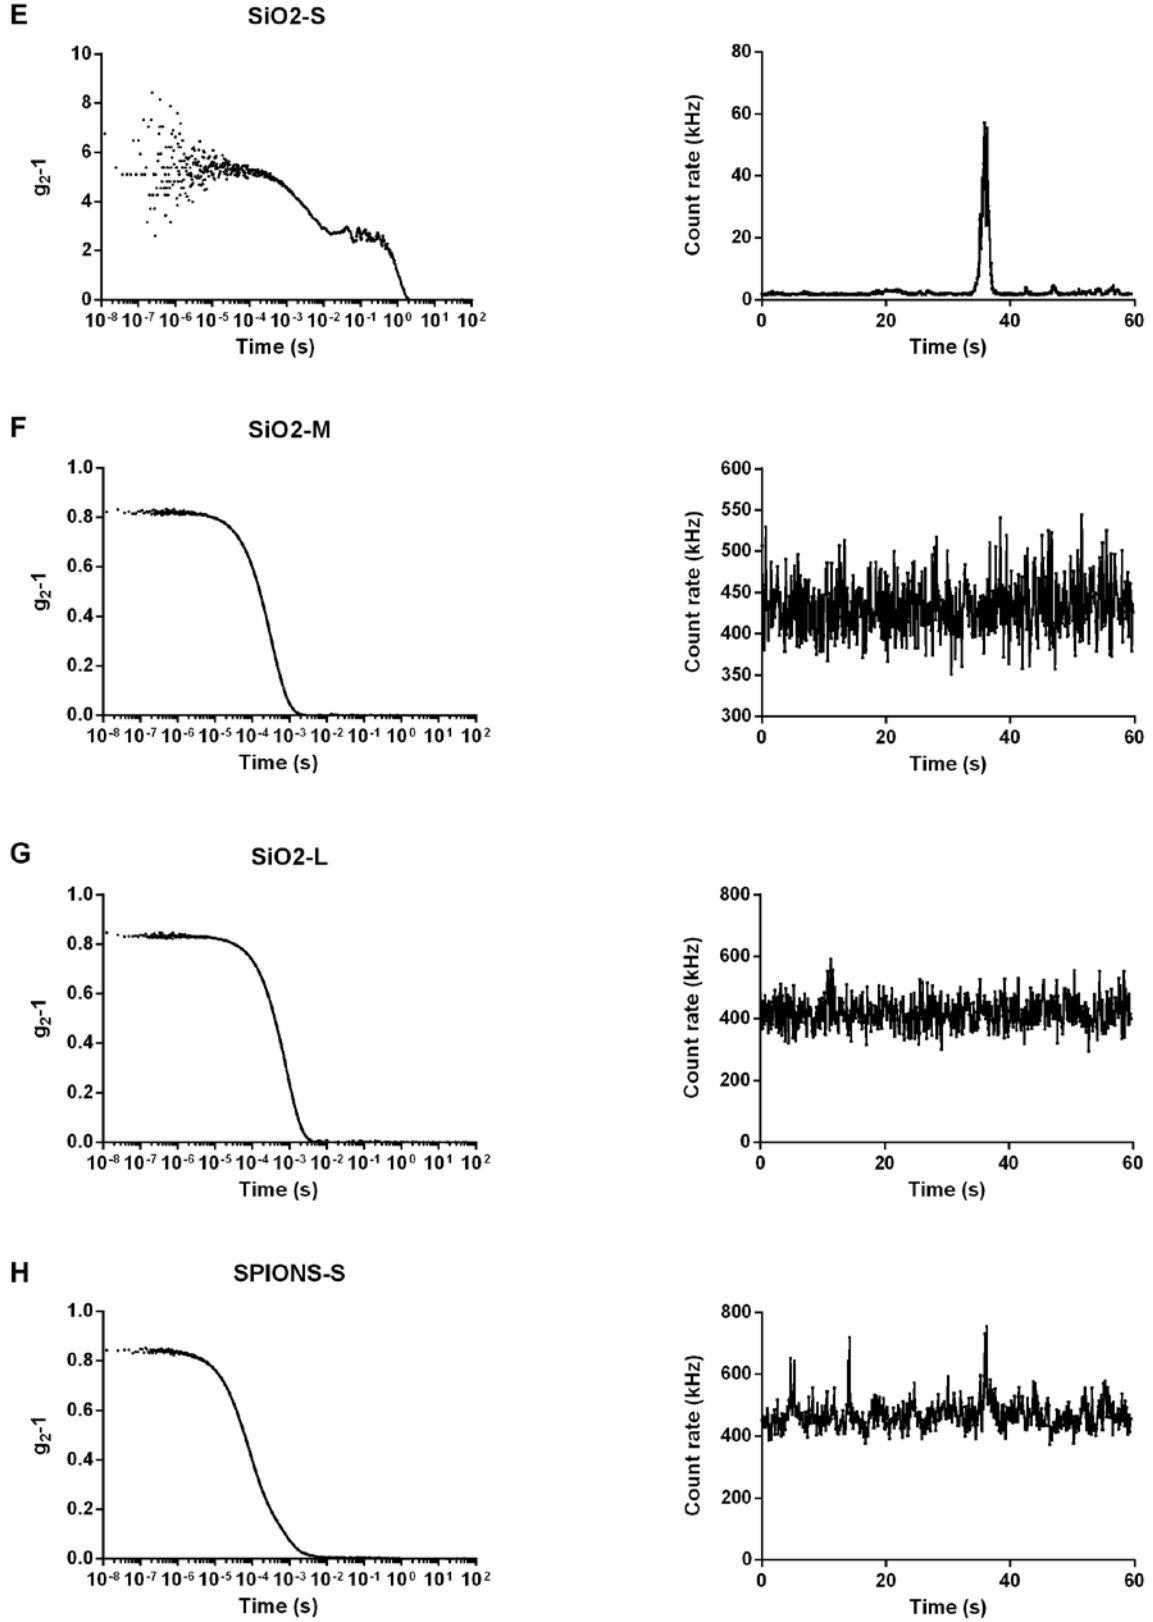 E
SiO2-S
10
8
6
4
2
0
g₂-1
10⁻⁸ 10⁻⁷ 10⁻⁶ 10⁻⁵ 10⁻⁴ 10⁻³ 10⁻² 10⁻¹ 10⁰ 10¹ 10²
Time (s)
80
60
40
20
0
Count rate (kHz)
0 20 40 60
Time (s)
F
SiO2-M
1.0
0.8
0.6
0.4
0.2
0.0
g₂-1
10⁻⁸ 10⁻⁷ 10⁻⁶ 10⁻⁵ 10⁻⁴ 10⁻³ 10⁻² 10⁻¹ 10⁰ 10¹ 10²
Time (s)
600
550
500
450
400
350
300
Count rate (kHz)
0 20 40 60
Time (s)
G
SiO2-L
1.0
0.8
0.6
0.4
0.2
0.0
g₂-1
10⁻⁸ 10⁻⁷ 10⁻⁶ 10⁻⁵ 10⁻⁴ 10⁻³ 10⁻² 10⁻¹ 10⁰ 10¹ 10²
Time (s)
800
600
400
200
0
Count rate (kHz)
0 20 40 60
Time (s)
H
SPIONS-S
1.0
0.8
0.6
0.4
0.2
0.0
g₂-1
10⁻⁸ 10⁻⁷ 10⁻⁶ 10⁻⁵ 10⁻⁴ 10⁻³ 10⁻² 10⁻¹ 10⁰ 10¹ 10²
Time (s)
800
600
400
200
0
Count rate (kHz)
0 20 40 60
Time (s)